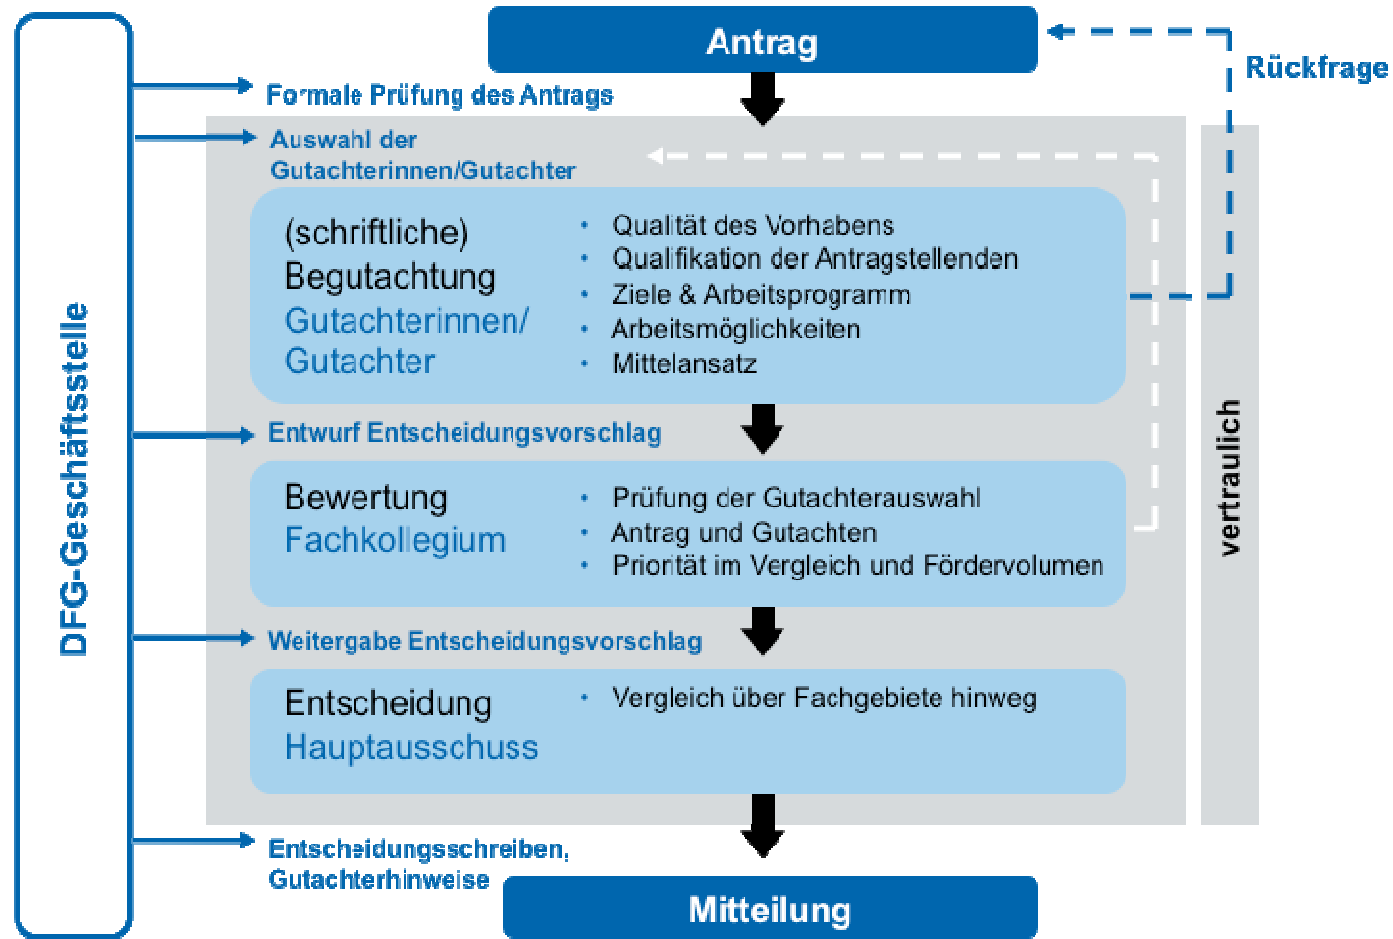 DFG-Geschäftsstelle
Antrag
Rückfrage
Formale Prüfung des Antrags
Auswahl der
Gutachterinnen/Gutachter
(schriftliche)
Begutachtung
Gutachterinnen/
Gutachter
• Qualität des Vorhabens
• Qualifikation der Antragstellenden
• Ziele & Arbeitsprogramm
• Arbeitsmöglichkeiten
• Mittelansatz
vertraulich
Entwurf Entscheidungsvorschlag
Bewertung
Fachkollegium
• Prüfung der Gutachterauswahl
• Antrag und Gutachten
• Priorität im Vergleich und Fördervolumen
Weitergabe Entscheidungsvorschlag
Entscheidung
Hauptausschuss
• Vergleich über Fachgebiete hinweg
Entscheidungsschreiben,
Gutachterhinweise
Mitteilung